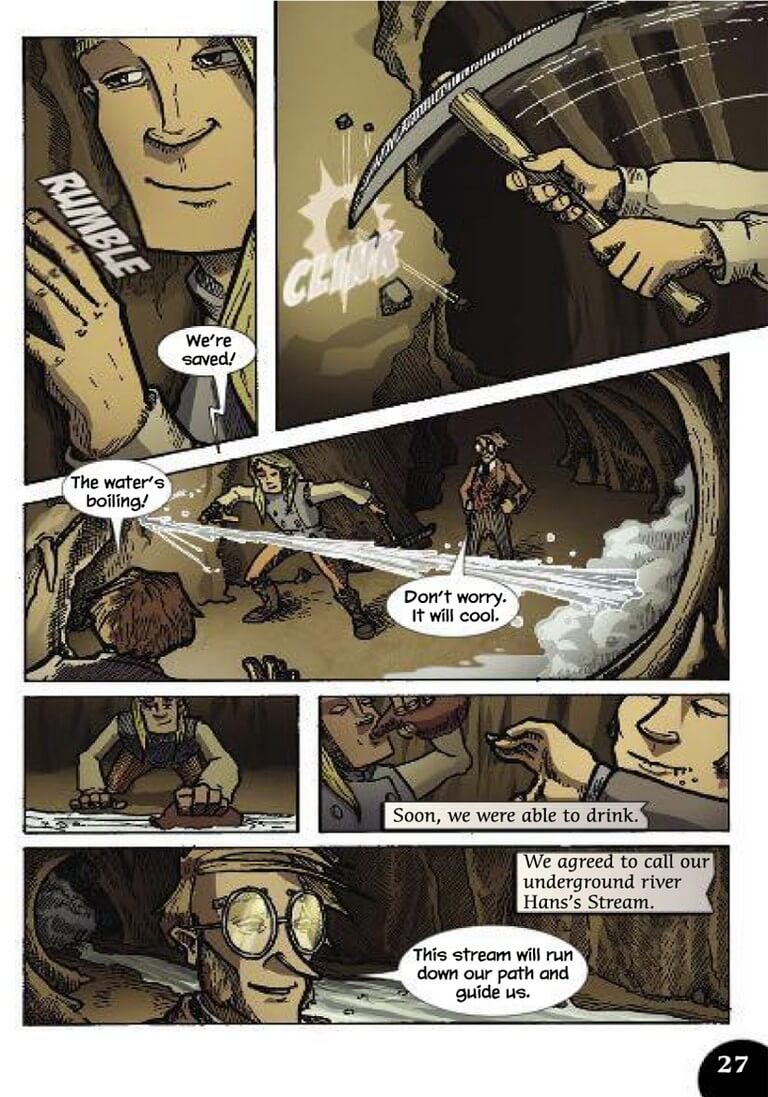 RUMBLE
We're
saved!
CLINK
The water's
boiling!
Don't worry.
It will cool.
Soon, we were able to drink.
We agreed to call our
underground river
Hans's Stream.
This stream will run
down our path and
guide us.
27